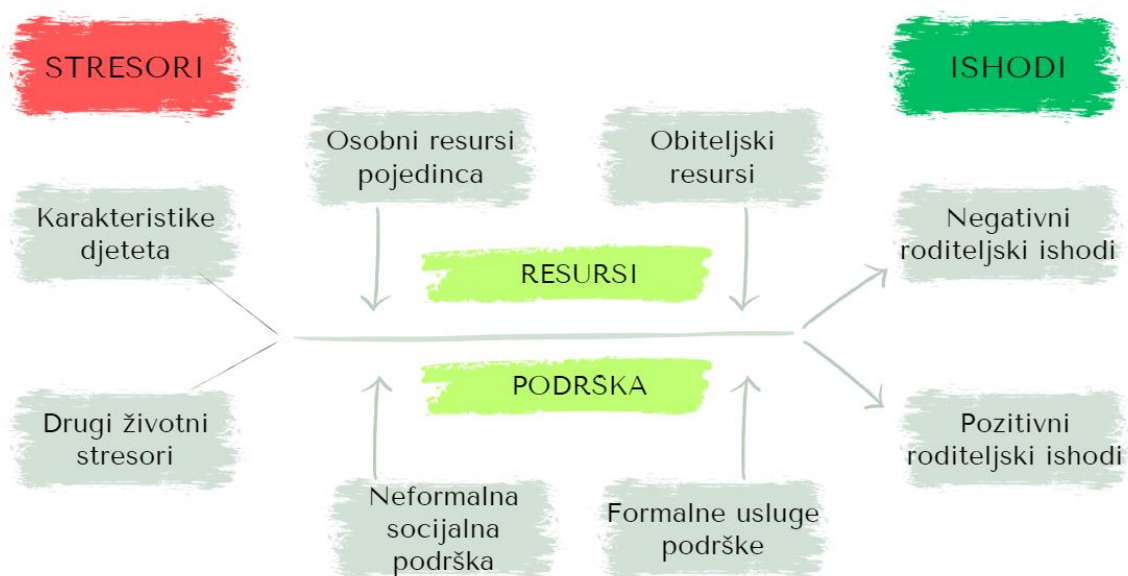 STRESORI
ISHODI
Osobni resursi
pojedinca
Obiteljski
resursi
Karakteristike
djeteta
Negativni
roditeljski ishodi
RESURSI
PODRŠKA
Drugi životni
stresori
Pozitivni
roditeljski ishodi
Neformalna
socijalna
podrška
Formalne usluge
podrške